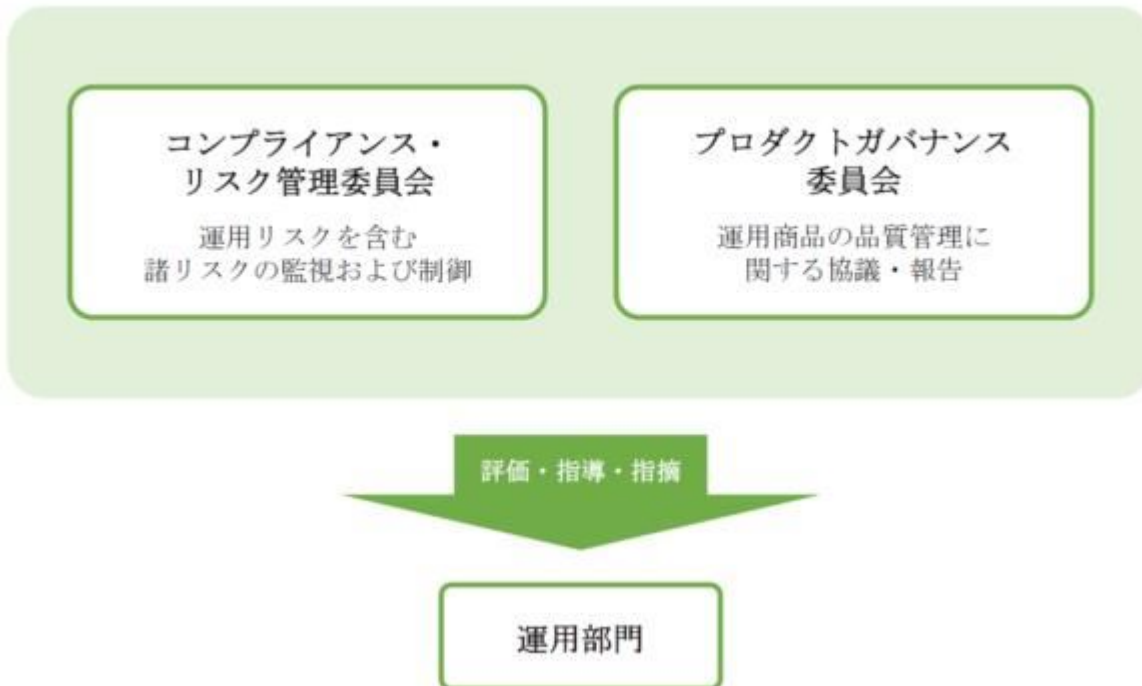 コンプライアンス・
リスク管理委員会
運用リスクを含む
諸リスクの監視および制御
プロダクトガバナンス
委員会
運用商品の品質管理に
関する協議・報告
評価・指導・指摘
運用部門